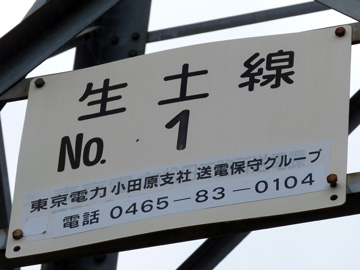 生土線
No. 1
東京電力 小田原支社 送電保守グループ
電話 0465－83－0104